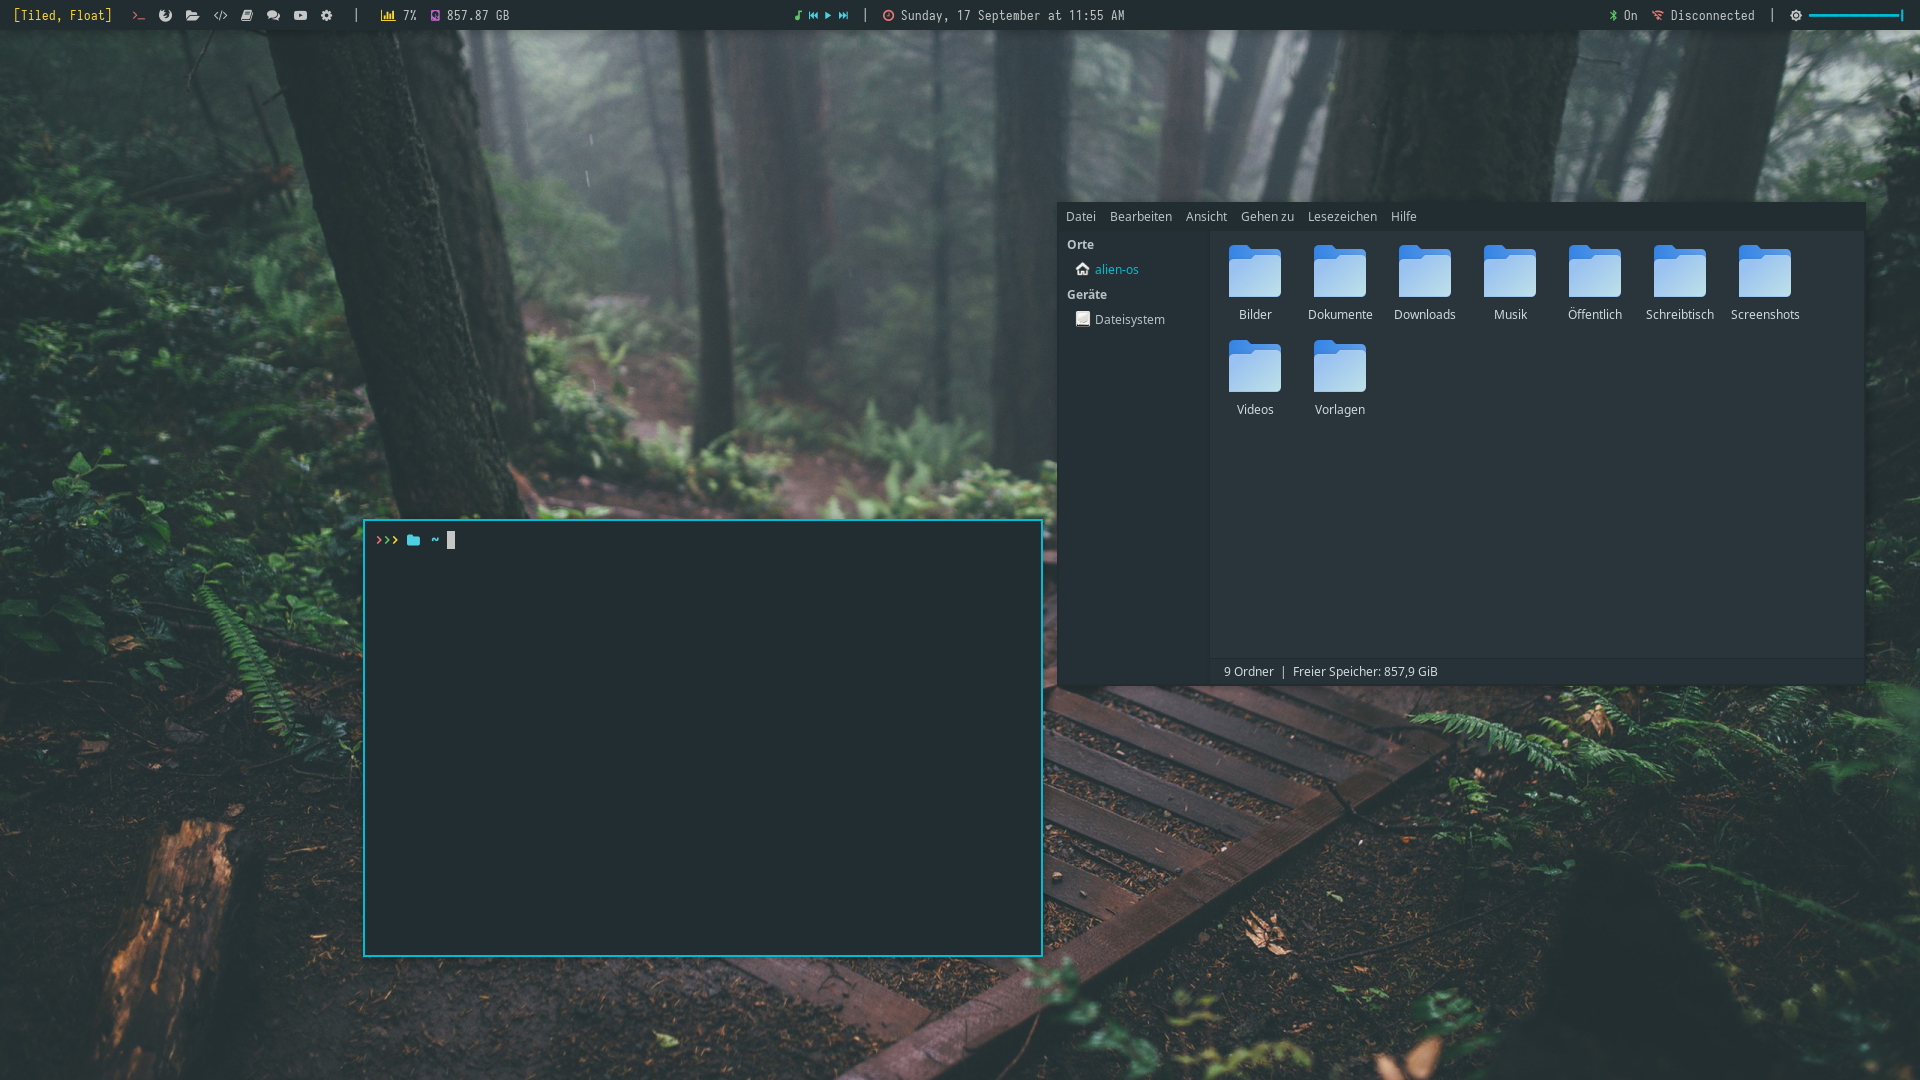 [Tiled, Float] 7% 857.87 GB Sunday, 17 September at 11:55 AM On Disconnected
Datei Bearbeiten Ansicht Gehen zu Lesezeichen Hilfe
Orte
alien-os
Geräte
Dateisystem
Bilder Dokumente Downloads Musik Öffentlich Schreibtisch Screenshots
Videos Vorlagen
~
9 Ordner | Freier Speicher: 857,9 GiB